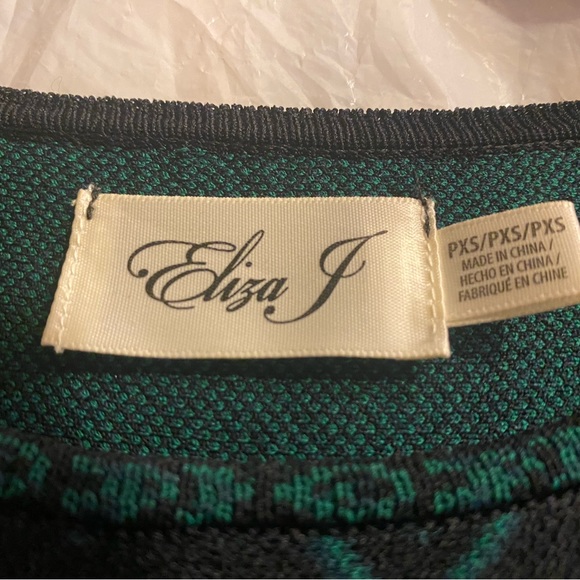 Eliza J
PXS/PXS/PXS
MADE IN CHINA /
HECHO EN CHINA /
FABRIQUÉ EN CHINE